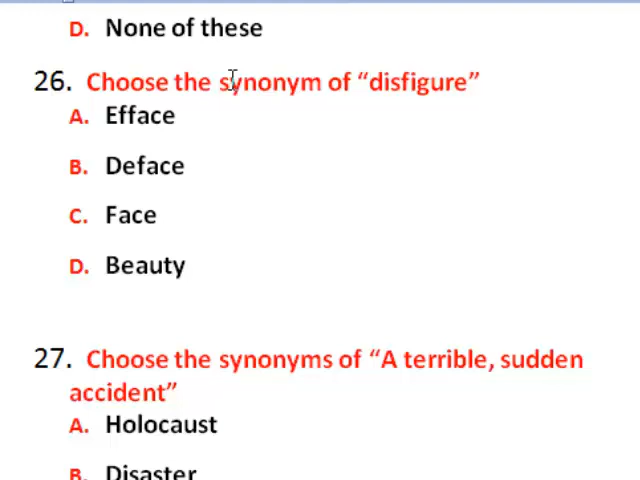 D. None of these
26. Choose the synonym of “disfigure”
A. Efface
B. Deface
C. Face
D. Beauty
27. Choose the synonyms of “A terrible, sudden
accident”
A. Holocaust
B. Disaster